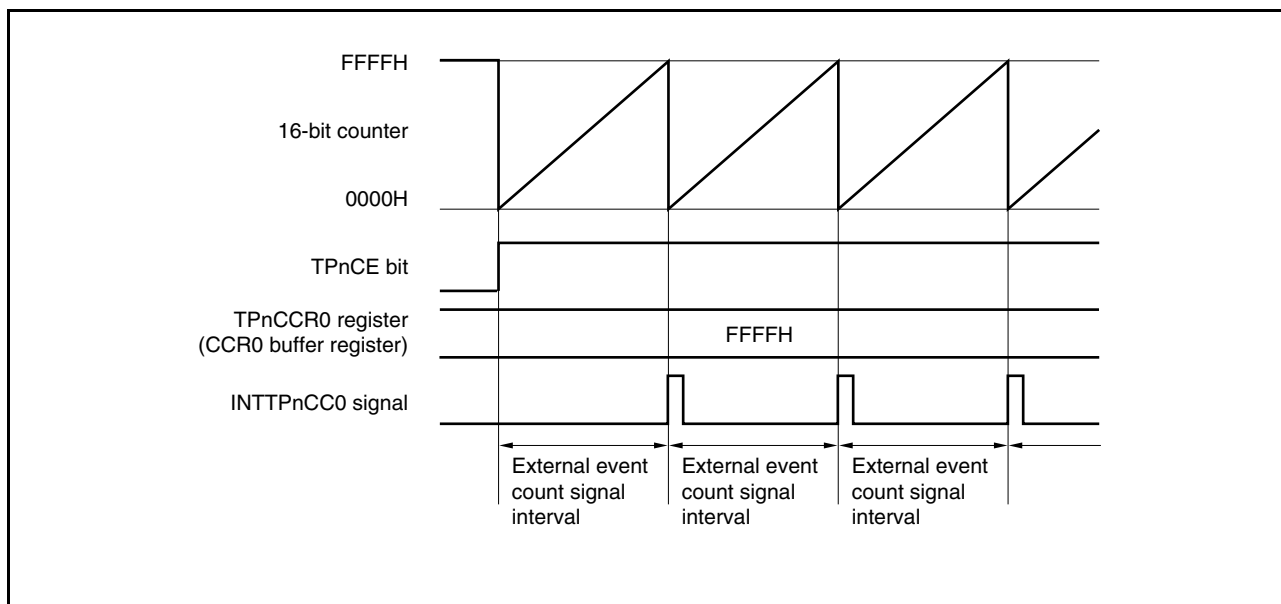 FFFFH
16-bit counter
0000H
TPnCE bit
TPnCCR0 register
(CCR0 buffer register)
FFFFH
INTTPnCC0 signal
External event
count signal
interval
External event
count signal
interval
External event
count signal
interval